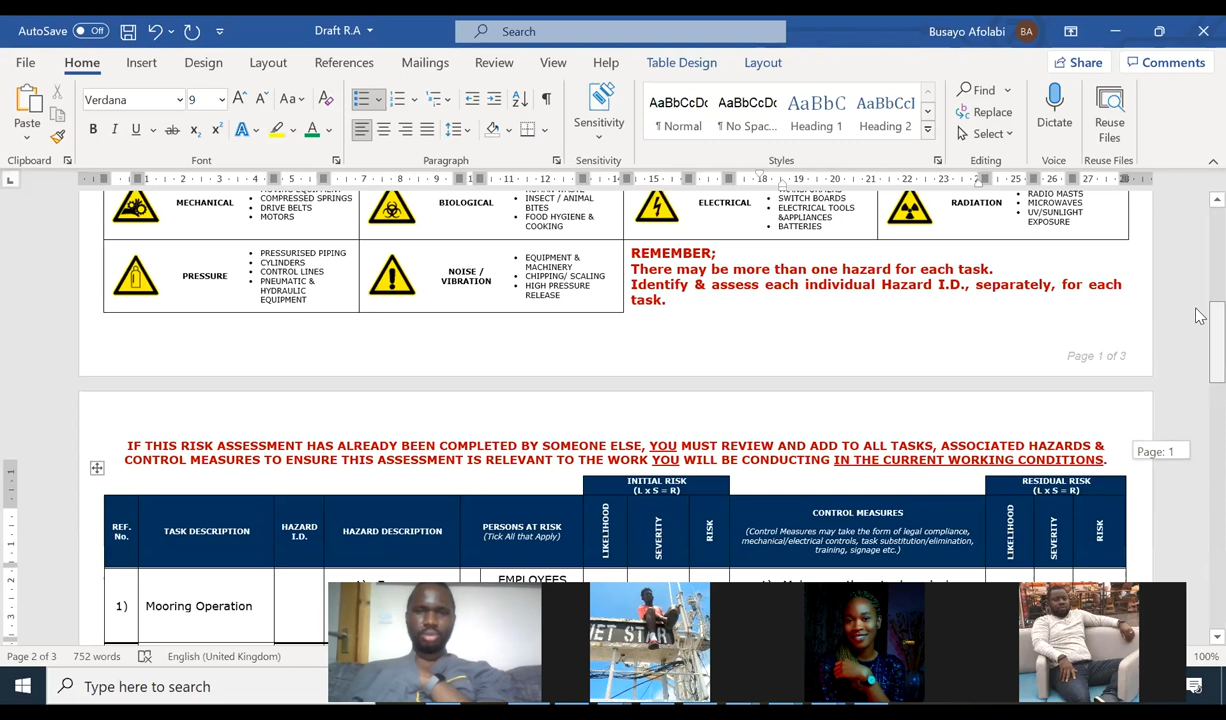 AutoSave Off
Draft R.A
Search
Busayo Afolabi
BA
File Home Insert Design Layout References Mailings Review View Help Table Design Layout
Share Comments
Paste
Verdana 9
Aa
B I U ab x₂ x² A A
Sensitivity
AaBbCcDc AaBbCcDc AaBbC AaBbCcI
¶ Normal ¶ No Spac... Heading 1 Heading 2
Find
Replace
Select
Dictate
Reuse
Files
Clipboard Font Paragraph Sensitivity Styles Editing Voice Reuse Files
MECHANICAL
COMPRESSED SPRINGS
DRIVE BELTS
MOTORS
BIOLOGICAL
INSECT / ANIMAL
BITES
FOOD HYGIENE &
COOKING
ELECTRICAL
SWITCH BOARDS
ELECTRICAL TOOLS
&APPLIANCES
BATTERIES
RADIATION
RADIO MASTS
MICROWAVES
UV/SUNLIGHT
EXPOSURE
PRESSURE
PRESSURISED PIPING
CYLINDERS
CONTROL LINES
PNEUMATIC &
HYDRAULIC
EQUIPMENT
NOISE /
VIBRATION
EQUIPMENT &
MACHINERY
CHIPPING/ SCALING
HIGH PRESSURE
RELEASE
REMEMBER;
There may be more than one hazard for each task.
Identify & assess each individual Hazard I.D., separately, for each
task.
Page 1 of 3
IF THIS RISK ASSESSMENT HAS ALREADY BEEN COMPLETED BY SOMEONE ELSE, YOU MUST REVIEW AND ADD TO ALL TASKS, ASSOCIATED HAZARDS &
CONTROL MEASURES TO ENSURE THIS ASSESSMENT IS RELEVANT TO THE WORK YOU WILL BE CONDUCTING IN THE CURRENT WORKING CONDITIONS.
Page: 1
INITIAL RISK
(L x S = R)
RESIDUAL RISK
(L x S = R)
REF.
No.
TASK DESCRIPTION
HAZARD
I.D.
HAZARD DESCRIPTION
PERSONS AT RISK
(Tick All that Apply)
LIKELIHOOD
SEVERITY
RISK
CONTROL MEASURES
(Control Measures may take the form of legal compliance,
mechanical/electrical controls, task substitution/elimination,
training, signage etc.)
LIKELIHOOD
SEVERITY
RISK
1) Mooring Operation
EMPLOYEES
Page 2 of 3 752 words English (United Kingdom) 100%
Type here to search